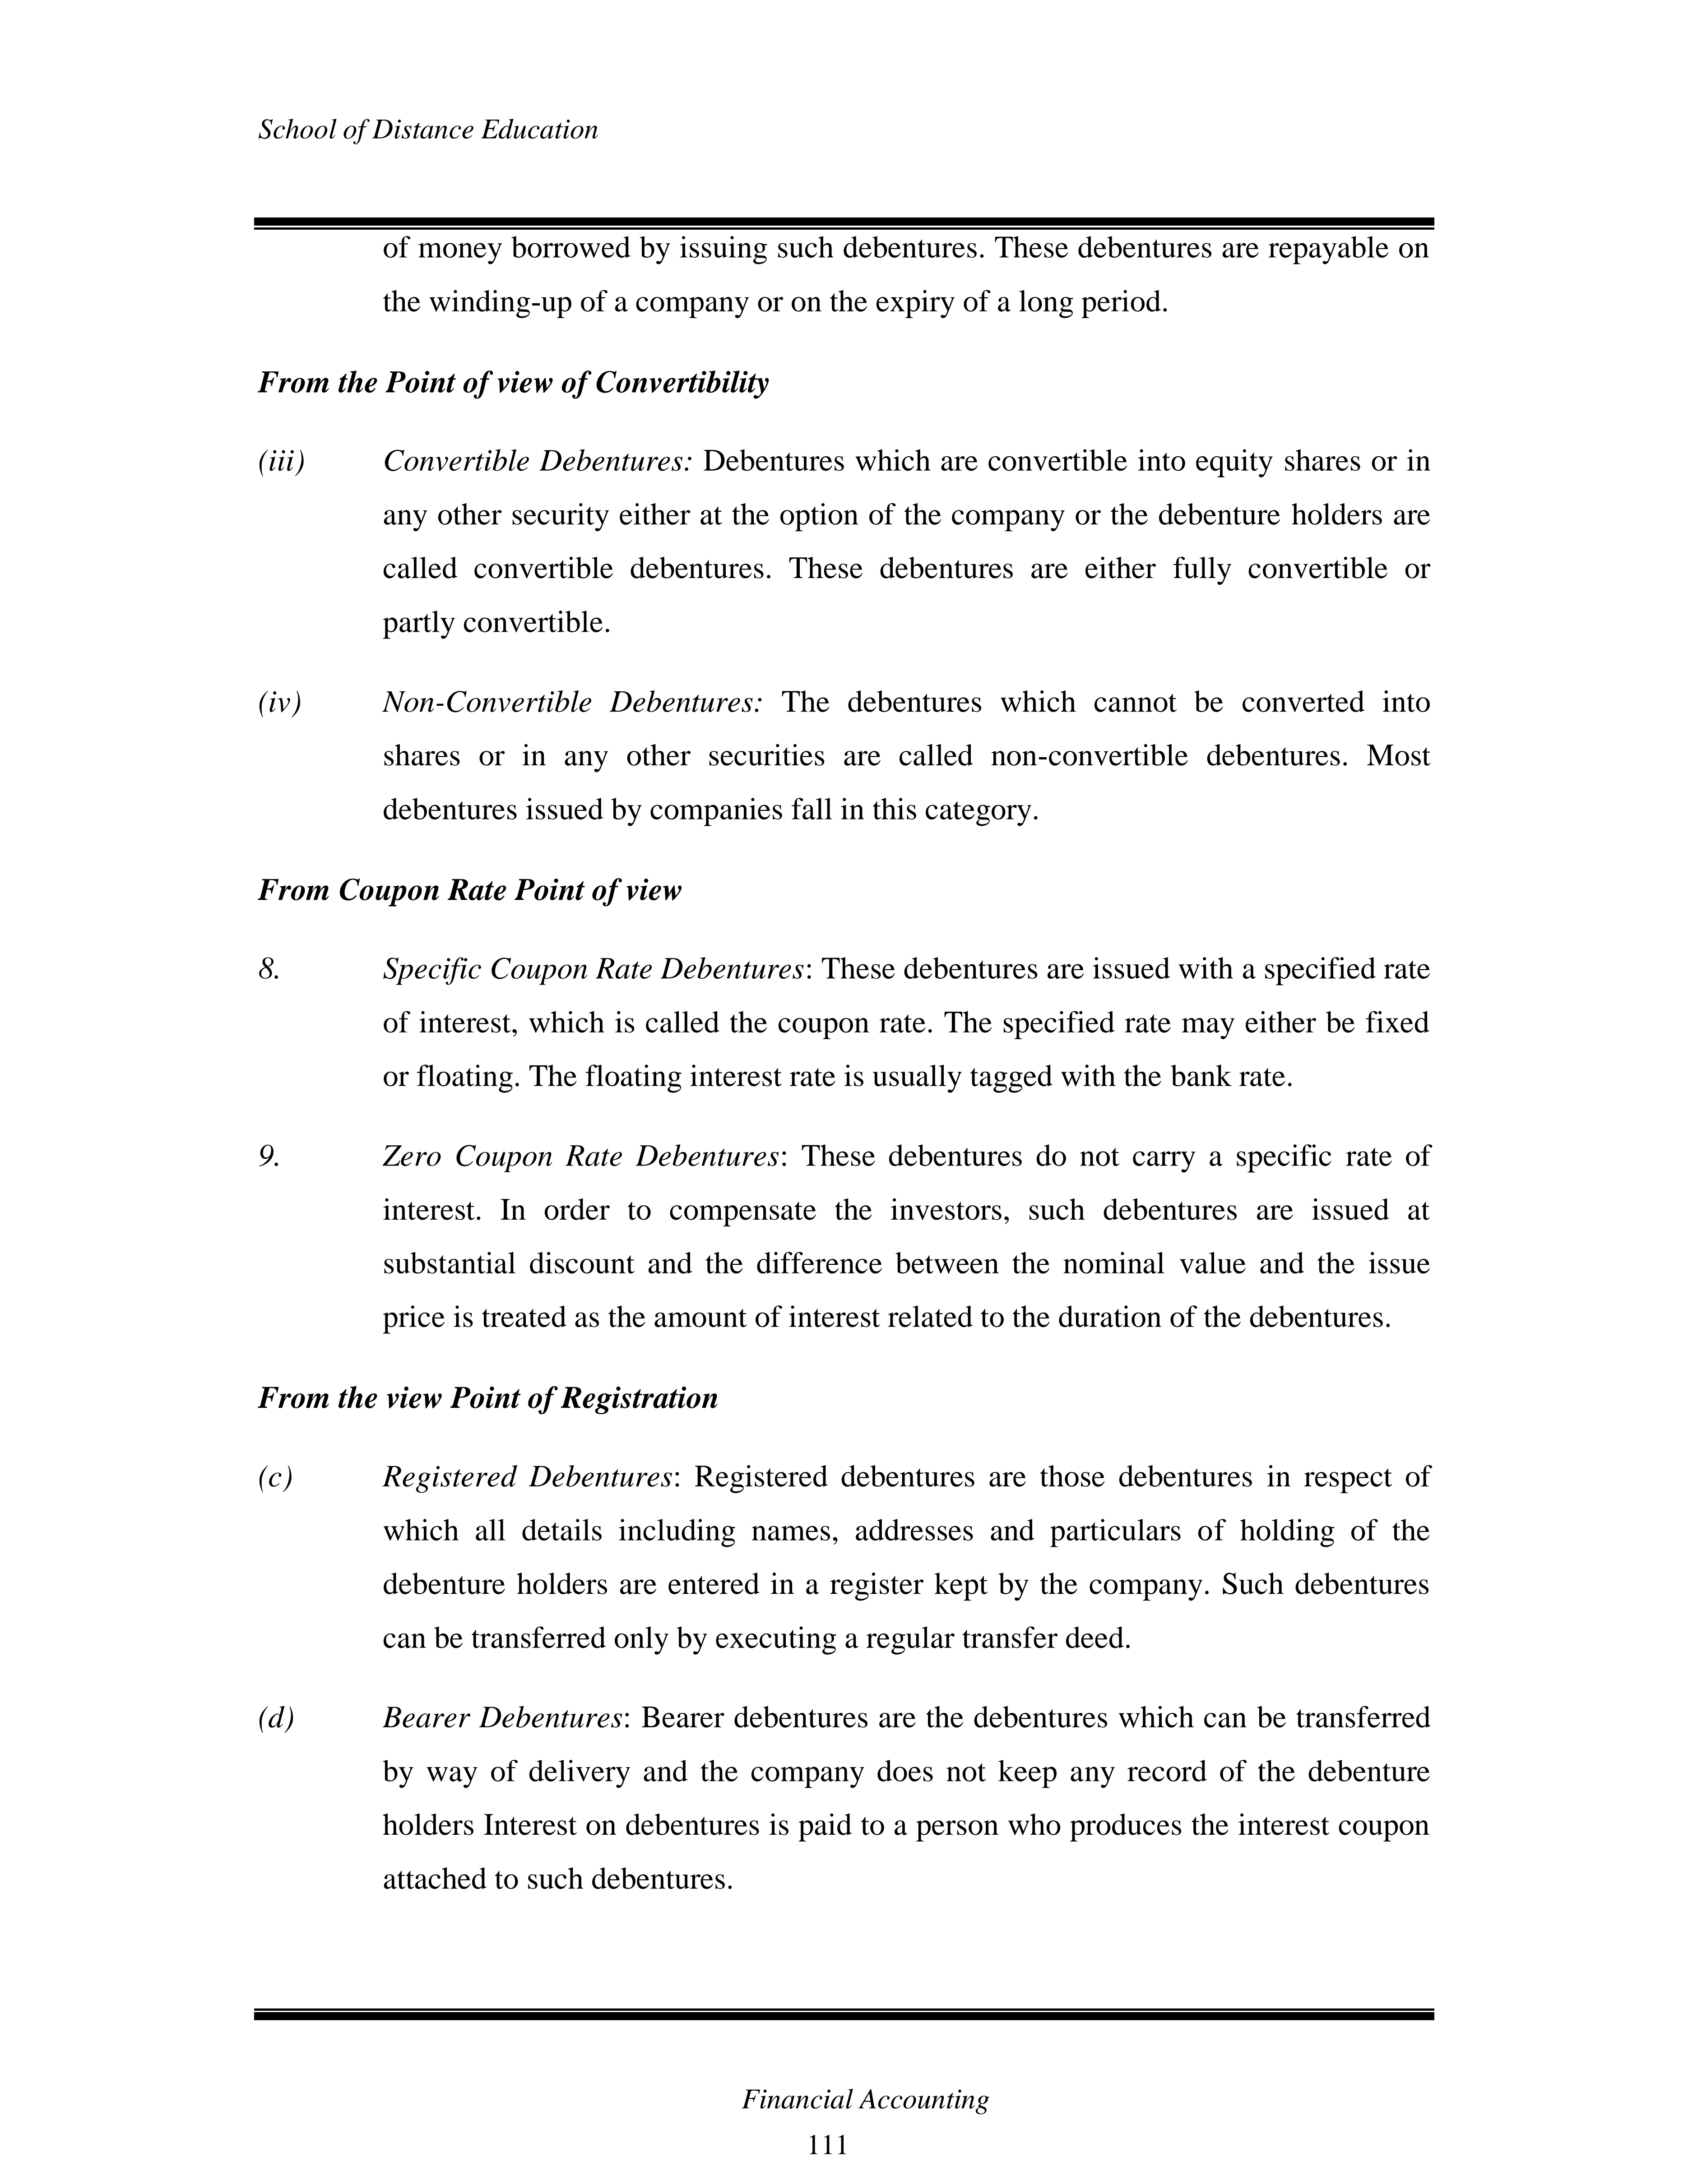 School of Distance Education
of money borrowed by issuing such debentures. These debentures are repayable on
the winding-up of a company or on the expiry of a long period.
From the Point of view of Convertibility
(iii) Convertible Debentures: Debentures which are convertible into equity shares or in
any other security either at the option of the company or the debenture holders are
called convertible debentures. These debentures are either fully convertible or
partly convertible.
(iv) Non-Convertible Debentures: The debentures which cannot be converted into
shares or in any other securities are called non-convertible debentures. Most
debentures issued by companies fall in this category.
From Coupon Rate Point of view
8. Specific Coupon Rate Debentures: These debentures are issued with a specified rate
of interest, which is called the coupon rate. The specified rate may either be fixed
or floating. The floating interest rate is usually tagged with the bank rate.
9. Zero Coupon Rate Debentures: These debentures do not carry a specific rate of
interest. In order to compensate the investors, such debentures are issued at
substantial discount and the difference between the nominal value and the issue
price is treated as the amount of interest related to the duration of the debentures.
From the view Point of Registration
(c) Registered Debentures: Registered debentures are those debentures in respect of
which all details including names, addresses and particulars of holding of the
debenture holders are entered in a register kept by the company. Such debentures
can be transferred only by executing a regular transfer deed.
(d) Bearer Debentures: Bearer debentures are the debentures which can be transferred
by way of delivery and the company does not keep any record of the debenture
holders Interest on debentures is paid to a person who produces the interest coupon
attached to such debentures.
Financial Accounting
111